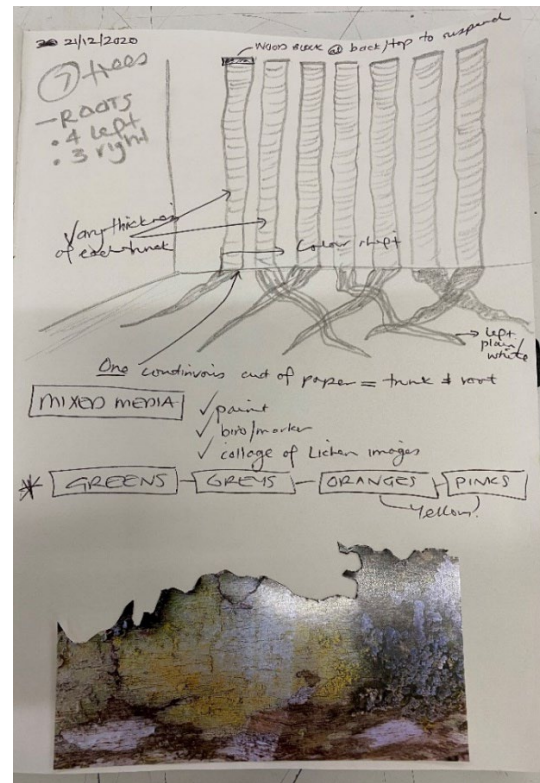 21/12/2020
WOOD BLOCK @ back/top to suspend
7 trees
- ROOTS
• 4 left
• 3 right
Vary thickness
of each trunk
Colour shift
left
plain/
white
One continuous cut of paper = trunk & root
MIXED MEDIA
✓ paint
✓ biro/marker
✓ collage of Lichen images
* GREENS - GREYS - ORANGES - PINKS
Yellow?